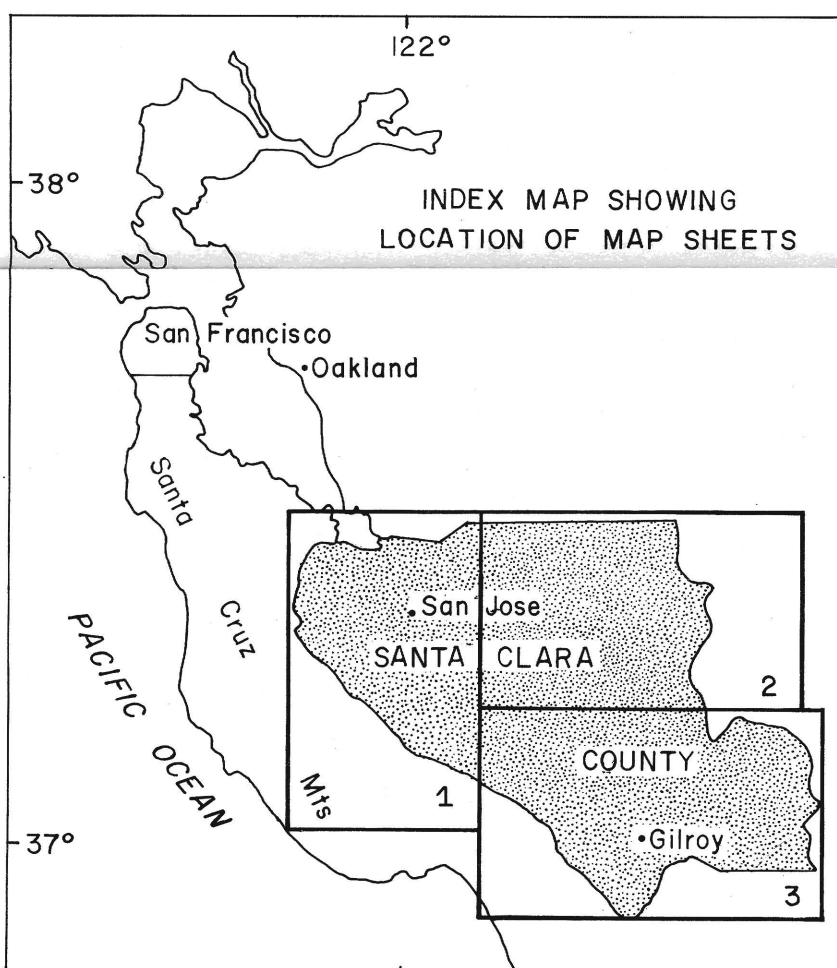 122°
38°
INDEX MAP SHOWING
LOCATION OF MAP SHEETS
San Francisco
Oakland
Santa
Cruz
Mts
PACIFIC OCEAN
San Jose
SANTA CLARA
COUNTY
Gilroy
1
2
3
37°